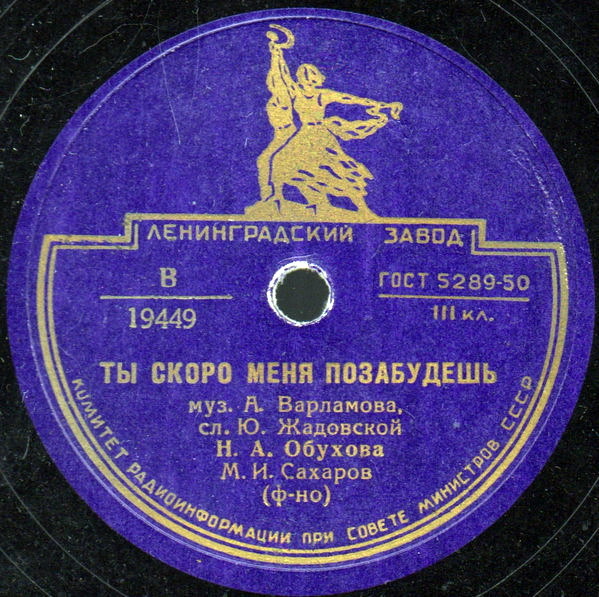 ЛЕНИНГРАДСКИЙ ЗАВОД
В
19449
ГОСТ 5289-50
III кл.
ТЫ СКОРО МЕНЯ ПОЗАБУДЕШЬ
муз. А. Варламова,
сл. Ю. Жадовской
Н. А. Обухова
М. И. Сахаров
(ф-но)
КОМИТЕТ РАДИОИНФОРМАЦИИ ПРИ СОВЕТЕ МИНИСТРОВ СССР